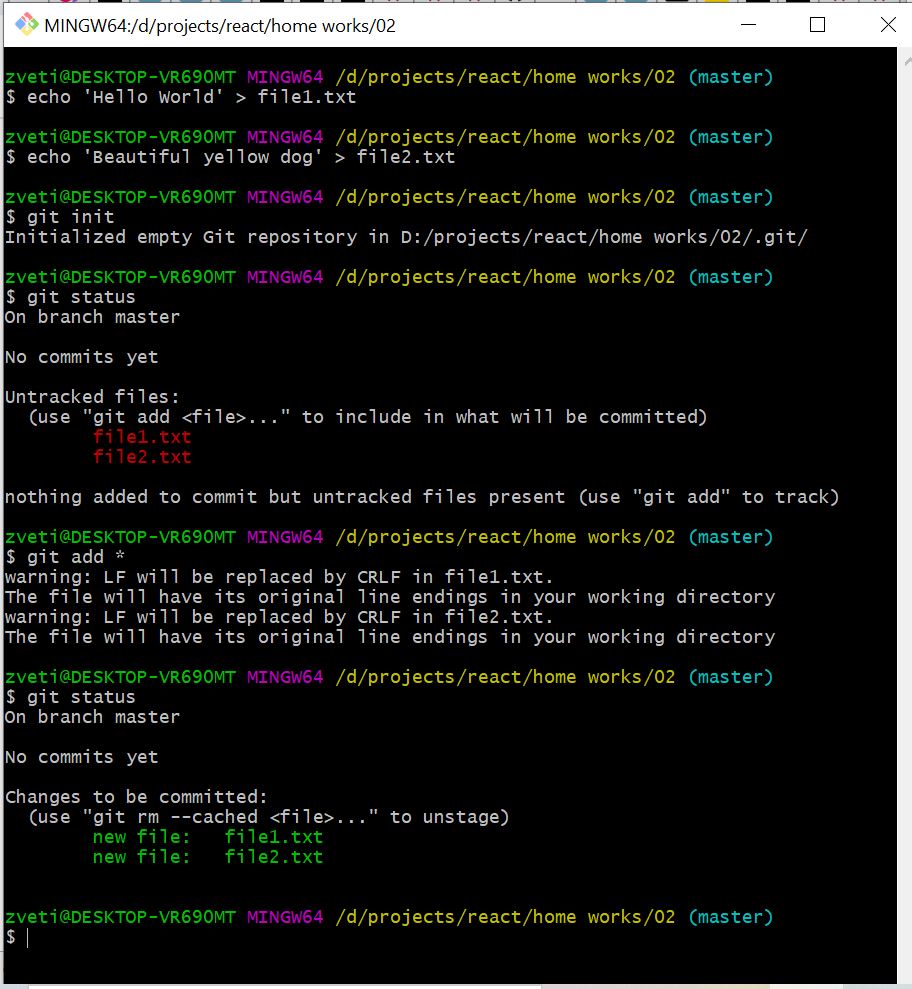 MINGW64:/d/projects/react/home works/02
zveti@DESKTOP-VR69OMT MINGW64 /d/projects/react/home works/02 (master)
$ echo 'Hello World' > file1.txt
zveti@DESKTOP-VR69OMT MINGW64 /d/projects/react/home works/02 (master)
$ echo 'Beautiful yellow dog' > file2.txt
zveti@DESKTOP-VR69OMT MINGW64 /d/projects/react/home works/02 (master)
$ git init
Initialized empty Git repository in D:/projects/react/home works/02/.git/
zveti@DESKTOP-VR69OMT MINGW64 /d/projects/react/home works/02 (master)
$ git status
On branch master
No commits yet
Untracked files:
  (use "git add <file>..." to include in what will be committed)
        file1.txt
        file2.txt
nothing added to commit but untracked files present (use "git add" to track)
zveti@DESKTOP-VR69OMT MINGW64 /d/projects/react/home works/02 (master)
$ git add *
warning: LF will be replaced by CRLF in file1.txt.
The file will have its original line endings in your working directory
warning: LF will be replaced by CRLF in file2.txt.
The file will have its original line endings in your working directory
zveti@DESKTOP-VR69OMT MINGW64 /d/projects/react/home works/02 (master)
$ git status
On branch master
No commits yet
Changes to be committed:
  (use "git rm --cached <file>..." to unstage)
        new file:   file1.txt
        new file:   file2.txt
zveti@DESKTOP-VR69OMT MINGW64 /d/projects/react/home works/02 (master)
$